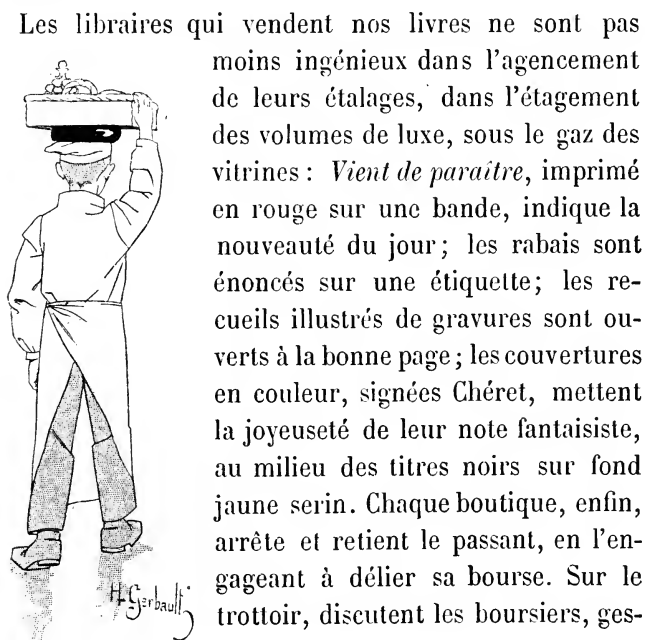 Les libraires qui vendent nos livres ne sont pas
moins ingénieux dans l'agencement
de leurs étalages, dans l'étagement
des volumes de luxe, sous le gaz des
vitrines : Vient de paraître, imprimé
en rouge sur une bande, indique la
nouveauté du jour ; les rabais sont
énoncés sur une étiquette ; les re-
cueils illustrés de gravures sont ou-
verts à la bonne page ; les couvertures
en couleur, signées Chéret, mettent
la joyeuseté de leur note fantaisiste,
au milieu des titres noirs sur fond
jaune serin. Chaque boutique, enfin,
arrête et retient le passant, en l'en-
gageant à délier sa bourse. Sur le
trottoir, discutent les boursiers, ges-
H. Gerbault